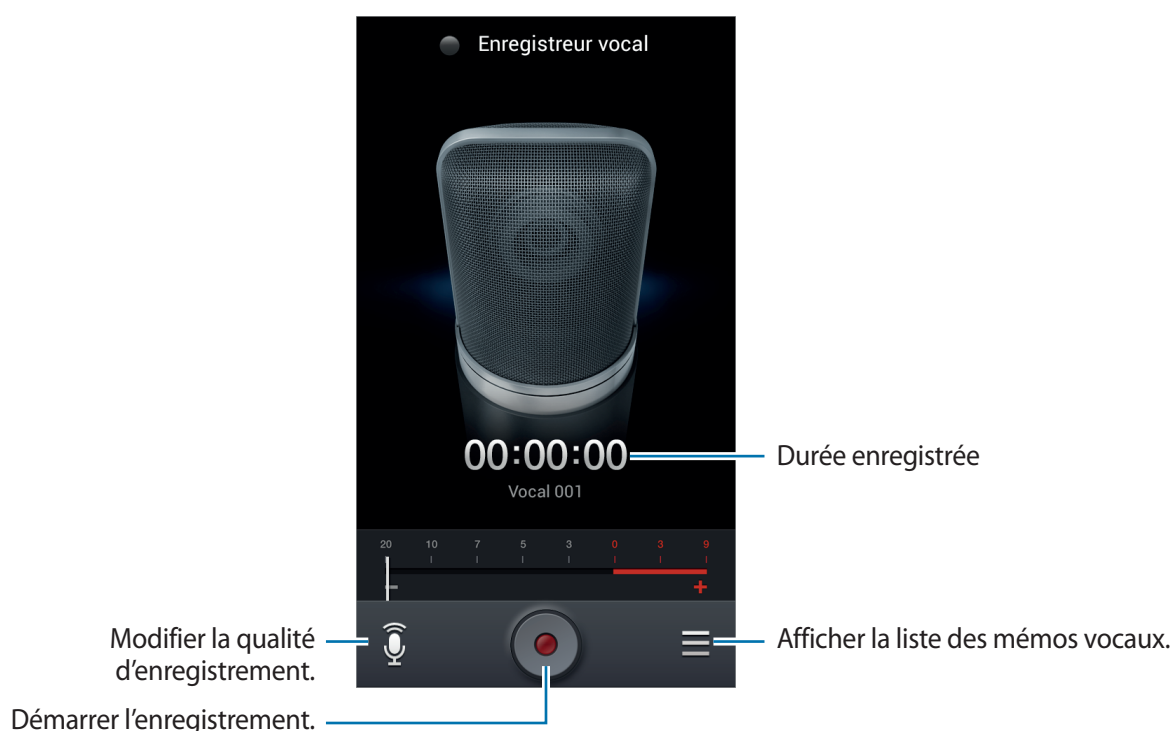 Enregistreur vocal
00:00:00
Durée enregistrée
Vocal 001
20 10 7 5 3 0 3 9
− +
Modifier la qualité
d’enregistrement.
Afficher la liste des mémos vocaux.
Démarrer l’enregistrement.